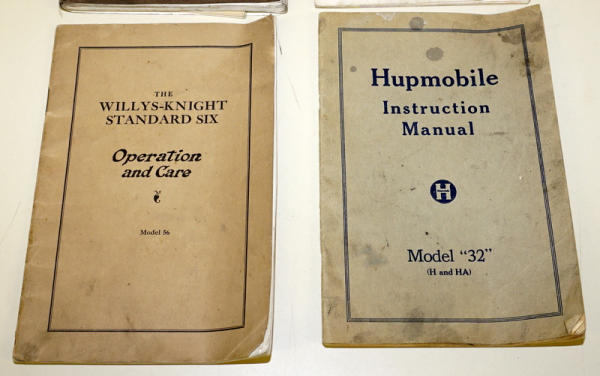 THE
WILLYS-KNIGHT
STANDARD SIX
Operation
and Care
Model 56
Hupmobile
Instruction
Manual
H
Model "32"
(H and HA)